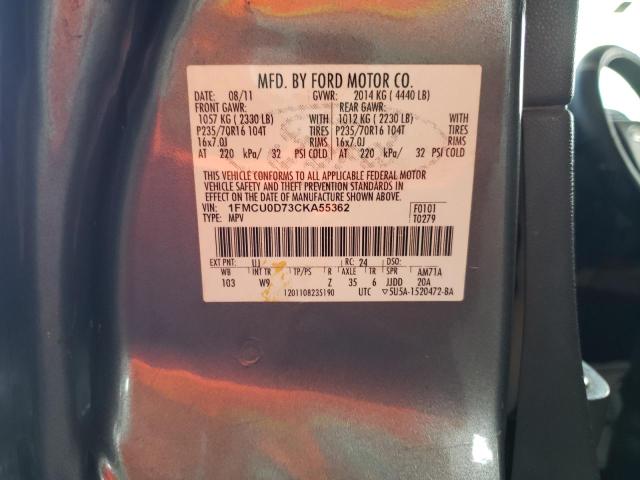 MFD. BY FORD MOTOR CO.
DATE: 08/11 GVWR: 2014 KG ( 4440 LB)
FRONT GAWR: REAR GAWR:
1057 KG ( 2330 LB) WITH 1012 KG ( 2230 LB) WITH
P235/70R16 104T TIRES P235/70R16 104T TIRES
16x7.0J RIMS 16x7.0J RIMS
AT 220 kPa/ 32 PSI COLD AT 220 kPa/ 32 PSI COLD
THIS VEHICLE CONFORMS TO ALL APPLICABLE FEDERAL MOTOR
VEHICLE SAFETY AND THEFT PREVENTION STANDARDS IN
EFFECT ON THE DATE OF MANUFACTURE SHOWN ABOVE.
VIN: 1FMCU0D73CKA55362 F0101
TYPE: MPV T0279
EXT PNT: UJ RC: 24 DSO:
WB INT TR TP/PS R AXLE TR SPR AM71A
103 W9 Z 35 6 JJDD 20A
1201108235190 UTC ▽5U5A-1520472-BA